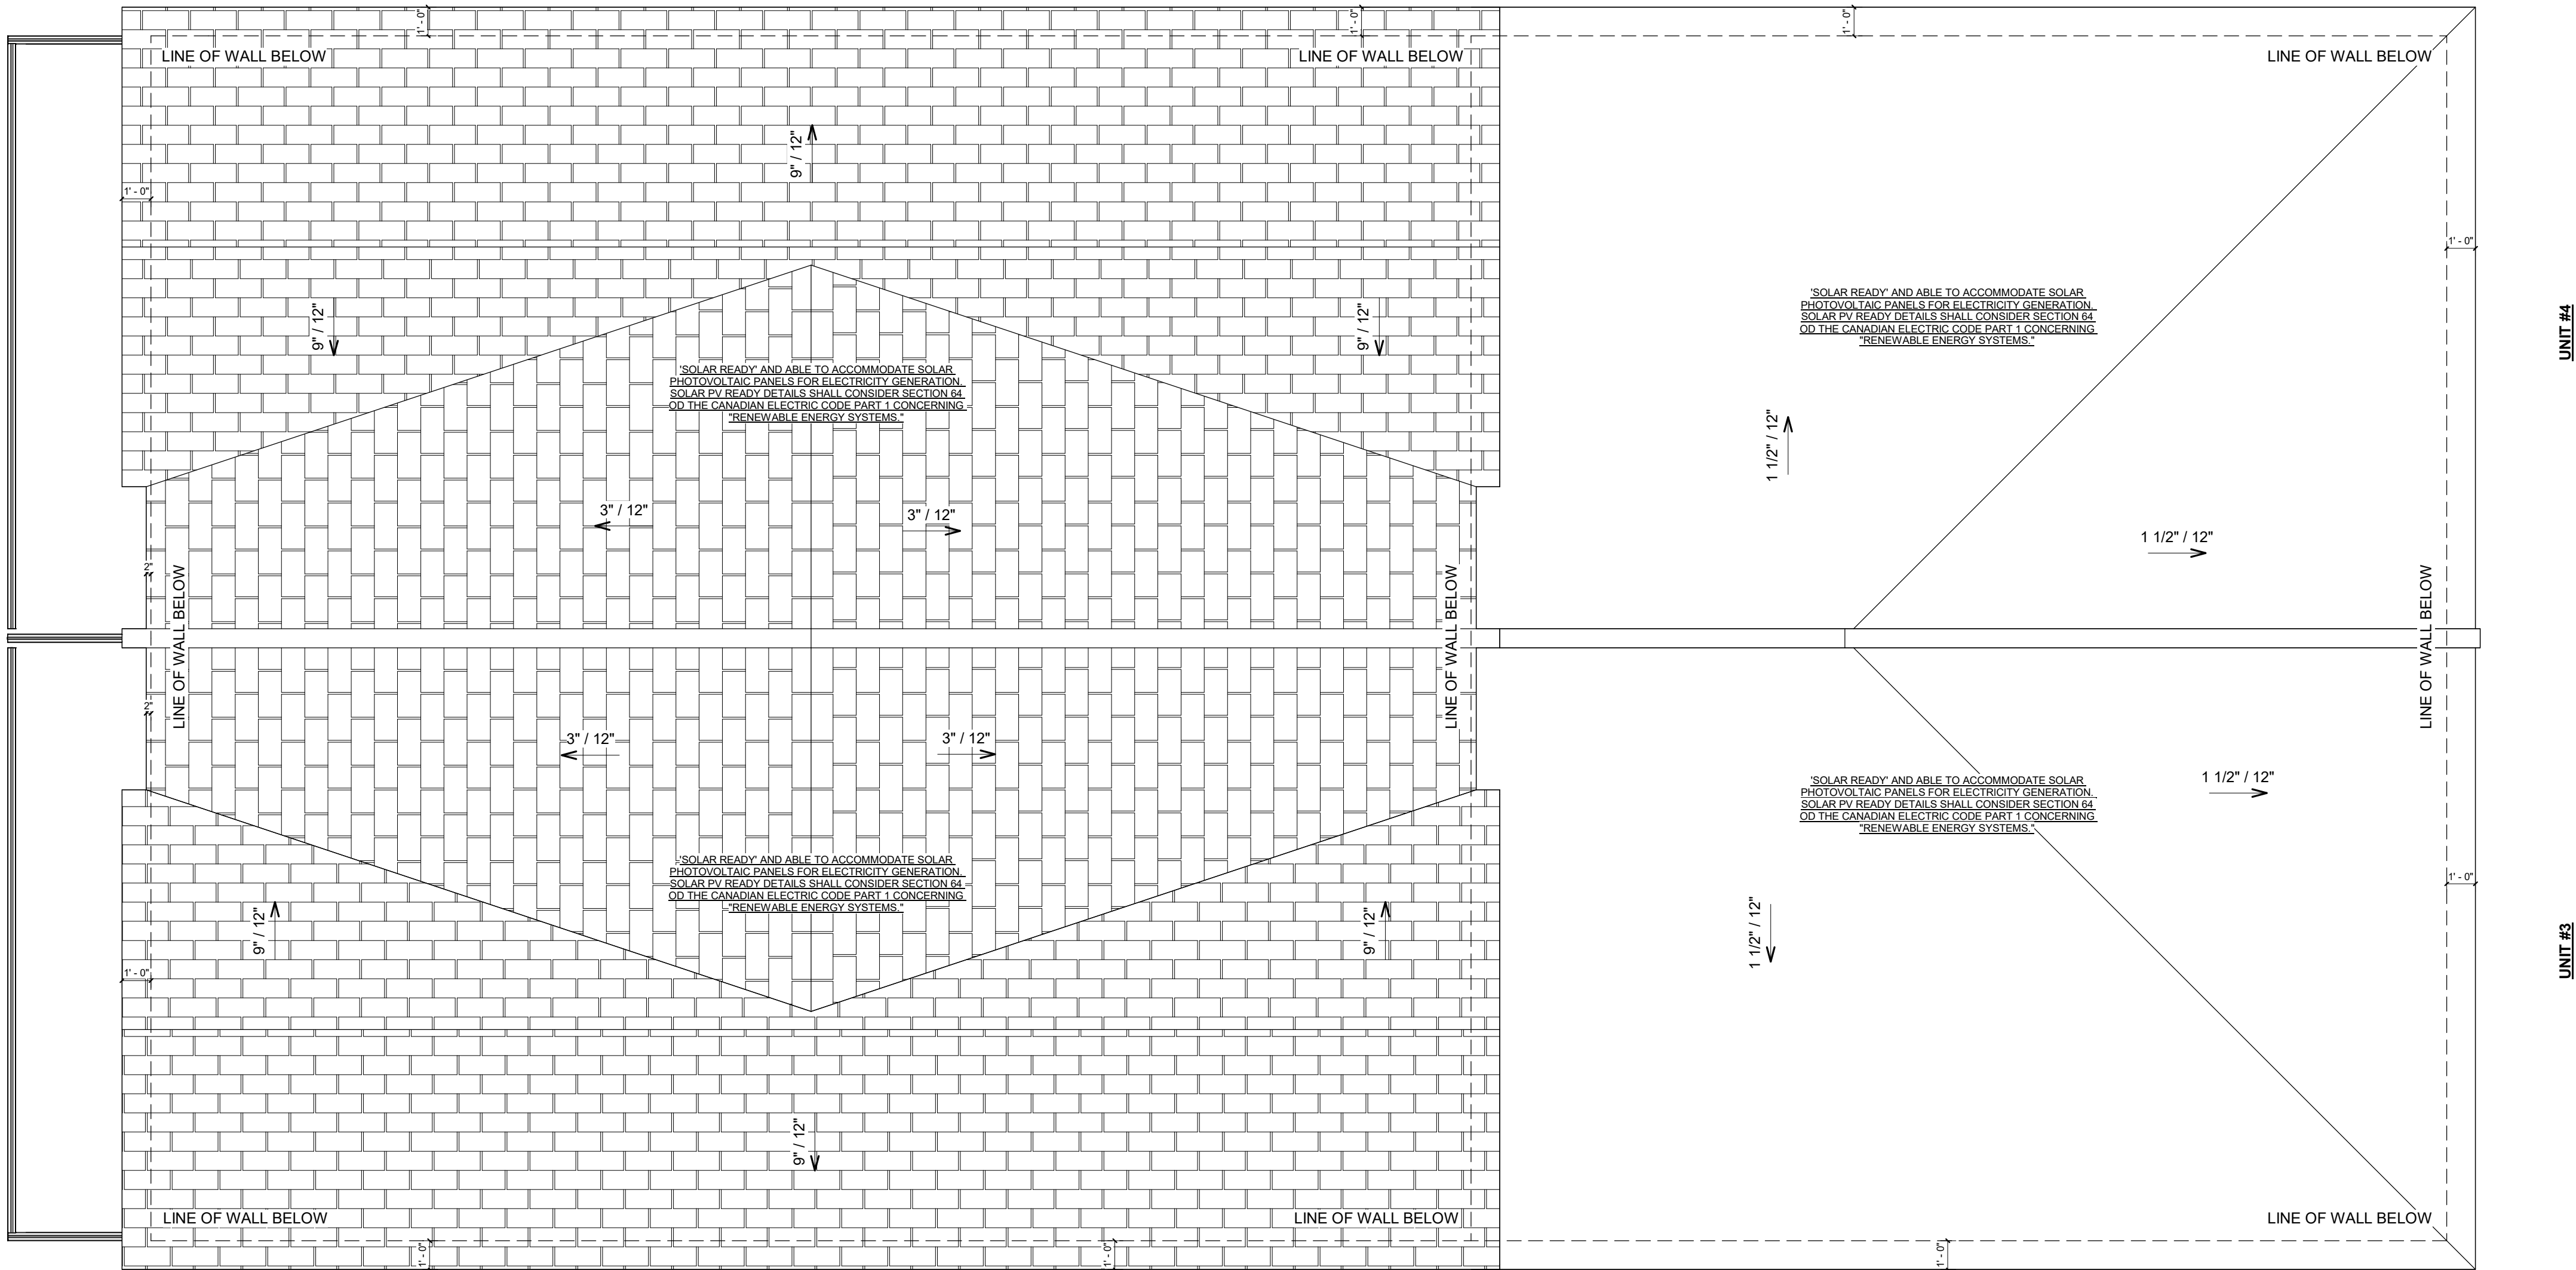 1' - 0"
1' - 0"
1' - 0"
LINE OF WALL BELOW
LINE OF WALL BELOW
LINE OF WALL BELOW
9" / 12"
1' - 0"
1' - 0"
9" / 12"
9" / 12"
'SOLAR READY' AND ABLE TO ACCOMMODATE SOLAR
PHOTOVOLTAIC PANELS FOR ELECTRICITY GENERATION.
SOLAR PV READY DETAILS SHALL CONSIDER SECTION 64
OD THE CANADIAN ELECTRIC CODE PART 1 CONCERNING
"RENEWABLE ENERGY SYSTEMS."
UNIT #4
'SOLAR READY' AND ABLE TO ACCOMMODATE SOLAR
PHOTOVOLTAIC PANELS FOR ELECTRICITY GENERATION.
SOLAR PV READY DETAILS SHALL CONSIDER SECTION 64
OD THE CANADIAN ELECTRIC CODE PART 1 CONCERNING
"RENEWABLE ENERGY SYSTEMS."
1 1/2" / 12"
3" / 12"
3" / 12"
1 1/2" / 12"
2"
LINE OF WALL BELOW
LINE OF WALL BELOW
LINE OF WALL BELOW
2"
3" / 12"
3" / 12"
'SOLAR READY' AND ABLE TO ACCOMMODATE SOLAR
PHOTOVOLTAIC PANELS FOR ELECTRICITY GENERATION.
SOLAR PV READY DETAILS SHALL CONSIDER SECTION 64
OD THE CANADIAN ELECTRIC CODE PART 1 CONCERNING
"RENEWABLE ENERGY SYSTEMS."
1 1/2" / 12"
'SOLAR READY' AND ABLE TO ACCOMMODATE SOLAR
PHOTOVOLTAIC PANELS FOR ELECTRICITY GENERATION.
SOLAR PV READY DETAILS SHALL CONSIDER SECTION 64
OD THE CANADIAN ELECTRIC CODE PART 1 CONCERNING
"RENEWABLE ENERGY SYSTEMS."
1' - 0"
9" / 12"
9" / 12"
1 1/2" / 12"
UNIT #3
1' - 0"
9" / 12"
LINE OF WALL BELOW
LINE OF WALL BELOW
LINE OF WALL BELOW
1' - 0"
1' - 0"
1' - 0"